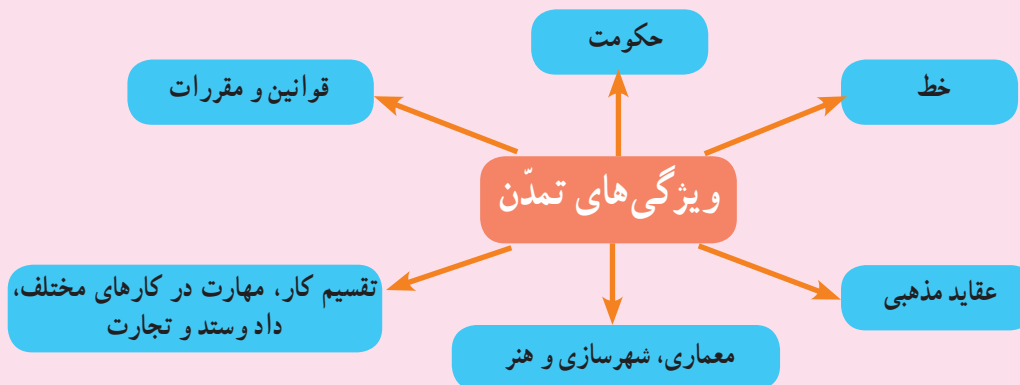 حکومت
خط
قوانین و مقررات
ویژگی‌های تمدّن
عقاید مذهبی
تقسیم کار، مهارت در کارهای مختلف،
داد وستد و تجارت
معماری، شهرسازی و هنر